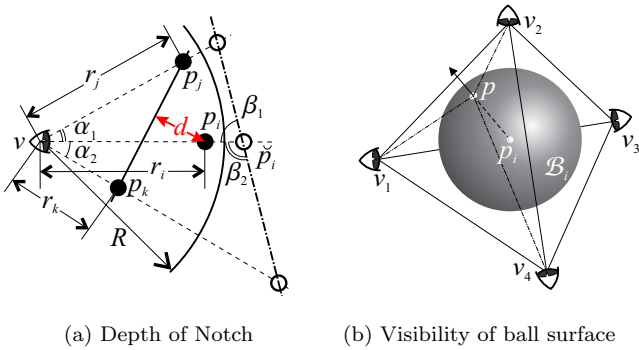 r_j
p_j
v
α_1
α_2
d
p_i
β_1
β_2
p̆_i
r_i
p_k
r_k
R
(a) Depth of Notch
v_2
p
p_i
v_3
ℬ_i
v_1
v_4
(b) Visibility of ball surface